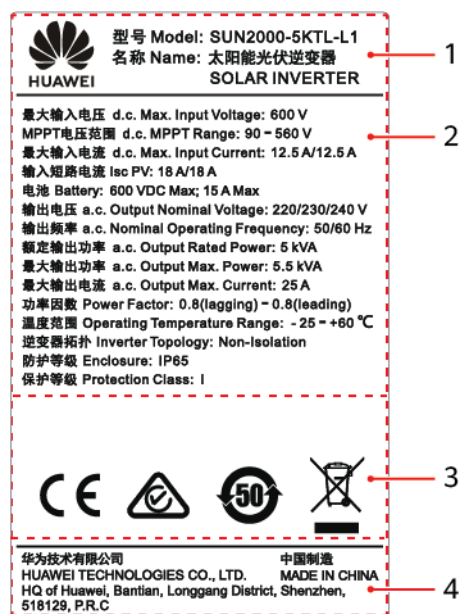 HUAWEI
型号 Model: SUN2000-5KTL-L1
名称 Name: 太阳能光伏逆变器
SOLAR INVERTER
1
最大输入电压 d.c. Max. Input Voltage: 600 V
MPPT电压范围 d.c. MPPT Range: 90 - 560 V
2
最大输入电流 d.c. Max. Input Current: 12.5 A/12.5 A
输入短路电流 Isc PV: 18 A/18 A
电池 Battery: 600 VDC Max; 15 A Max
输出电压 a.c. Output Nominal Voltage: 220/230/240 V
输出频率 a.c. Nominal Operating Frequency: 50/60 Hz
额定输出功率 a.c. Output Rated Power: 5 kVA
最大输出功率 a.c. Output Max. Power: 5.5 kVA
最大输出电流 a.c. Output Max. Current: 25 A
功率因数 Power Factor: 0.8(lagging) - 0.8(leading)
温度范围 Operating Temperature Range: - 25 - +60 ℃
逆变器拓扑 Inverter Topology: Non-Isolation
防护等级 Enclosure: IP65
保护等级 Protection Class: I
CE
50
3
华为技术有限公司 中国制造
HUAWEI TECHNOLOGIES CO., LTD. MADE IN CHINA
HQ of Huawei, Bantian, Longgang District, Shenzhen,
518129, P.R.C
4